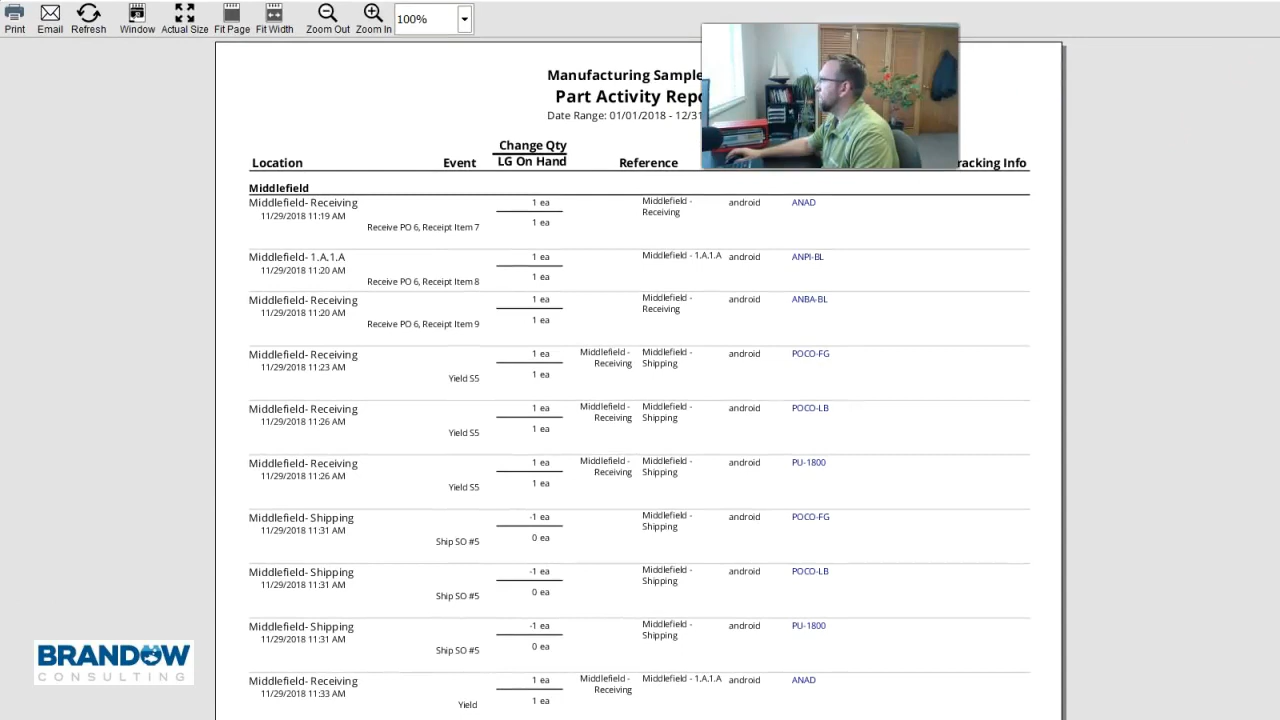 Print Email Refresh Window Actual Size Fit Page Fit Width Zoom Out Zoom In 100%
Manufacturing Sample
Part Activity
Date Range: 01/01/2018 -
Change Qty
Location Event LG On Hand Reference Info
Middlefield
Middlefield- Receiving 1 ea Middlefield - Receiving android ANAD
11/29/2018 11:19 AM
Receive PO 6, Receipt Item 7 1 ea
Middlefield- 1.A.1.A 1 ea Middlefield - 1.A.1.A android ANPI-BL
11/29/2018 11:20 AM
Receive PO 6, Receipt Item 8 1 ea
Middlefield- Receiving 1 ea Middlefield - Receiving android ANBA-BL
11/29/2018 11:20 AM
Receive PO 6, Receipt Item 9 1 ea
Middlefield- Receiving 1 ea Middlefield - Receiving Middlefield - Shipping android POCO-FG
11/29/2018 11:23 AM
Yield S5 1 ea
Middlefield- Receiving 1 ea Middlefield - Receiving Middlefield - Shipping android POCO-LB
11/29/2018 11:26 AM
Yield S5 1 ea
Middlefield- Receiving 1 ea Middlefield - Receiving Middlefield - Shipping android PU-1800
11/29/2018 11:26 AM
Yield S5 1 ea
Middlefield- Shipping -1 ea Middlefield - Shipping android POCO-FG
11/29/2018 11:31 AM
Ship SO #5 0 ea
Middlefield- Shipping -1 ea Middlefield - Shipping android POCO-LB
11/29/2018 11:31 AM
Ship SO #5 0 ea
Middlefield- Shipping -1 ea Middlefield - Shipping android PU-1800
11/29/2018 11:31 AM
Ship SO #5 0 ea
Middlefield- Receiving 1 ea Middlefield - Receiving Middlefield - 1.A.1.A android ANAD
11/29/2018 11:33 AM
Yield 1 ea
BRANDOW
CONSULTING